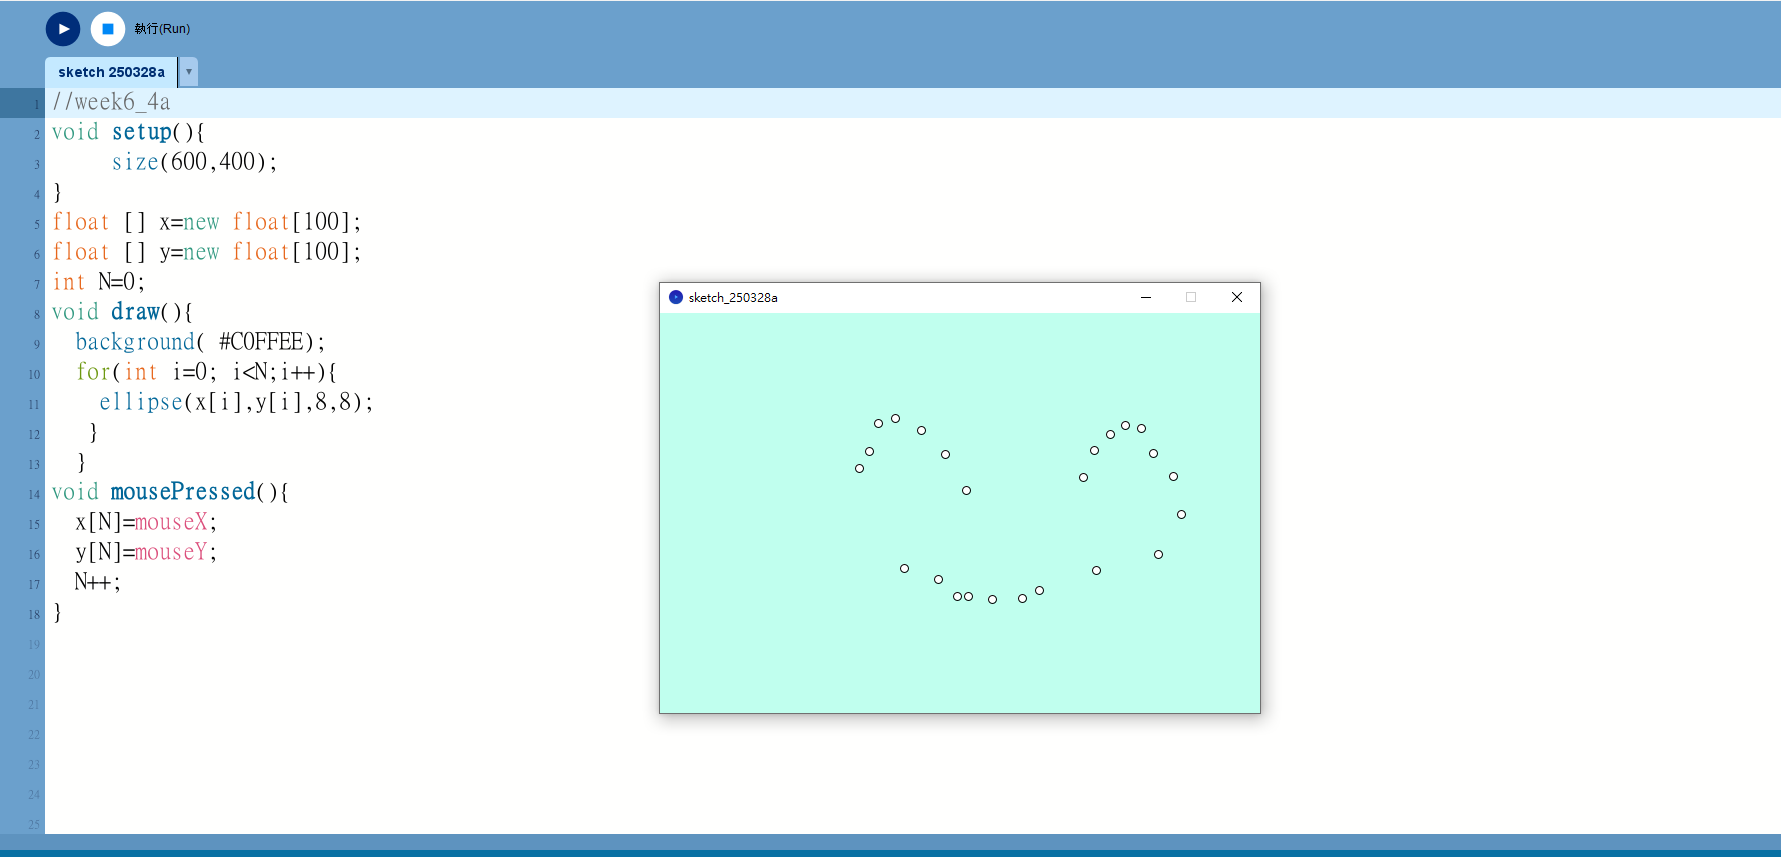 執行(Run)
sketch 250328a
1 //week6_4a
2 void setup(){
3 size(600,400);
4 }
5 float [] x=new float[100];
6 float [] y=new float[100];
7 int N=0;
8 void draw(){
9 background( #C0FFEE);
10 for(int i=0; i<N;i++){
11 ellipse(x[i],y[i],8,8);
12 }
13 }
14 void mousePressed(){
15 x[N]=mouseX;
16 y[N]=mouseY;
17 N++;
18 }
19
20
21
22
23
24
25
sketch_250328a